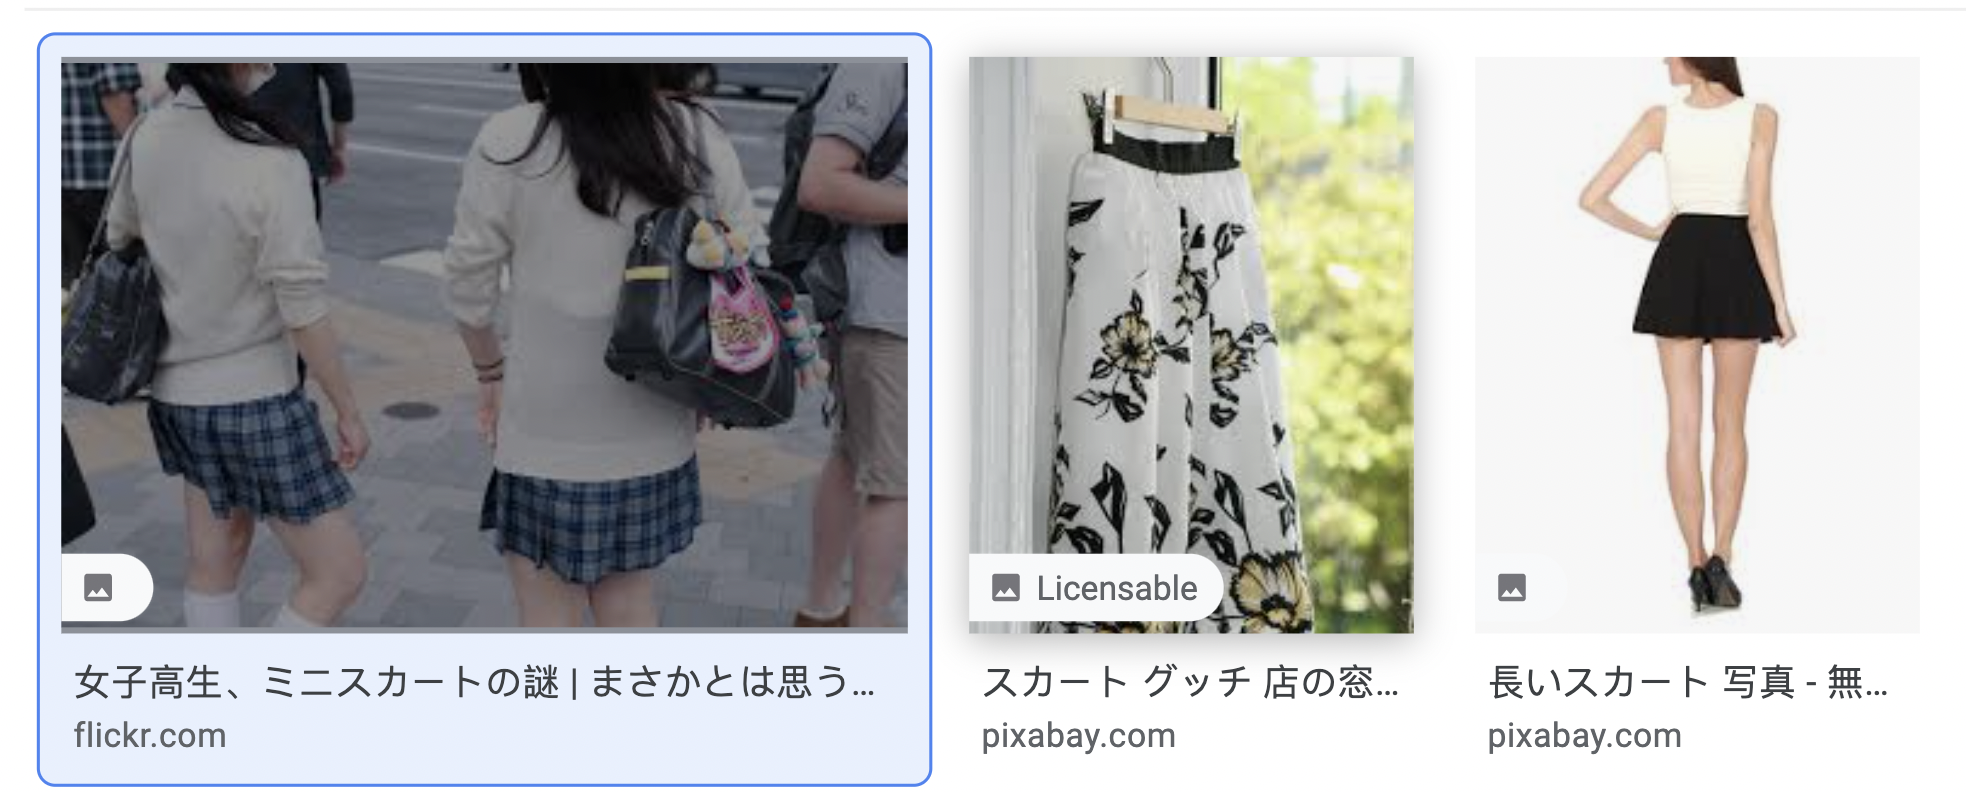 Licensable
女子高生、ミニスカートの謎 | まさかとは思う...
flickr.com
スカート グッチ 店の窓...
pixabay.com
長いスカート 写真 - 無...
pixabay.com